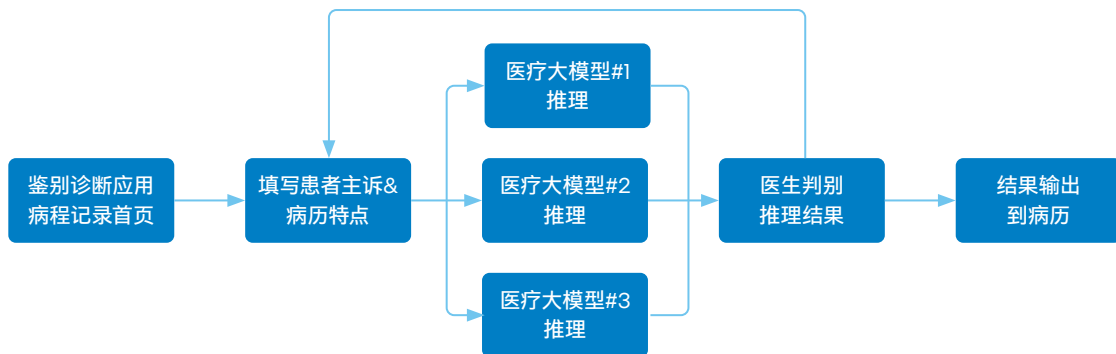 鉴别诊断应用
病程记录首页
填写患者主诉&
病历特点
医疗大模型#1
推理
医疗大模型#2
推理
医疗大模型#3
推理
医生判别
推理结果
结果输出
到病历